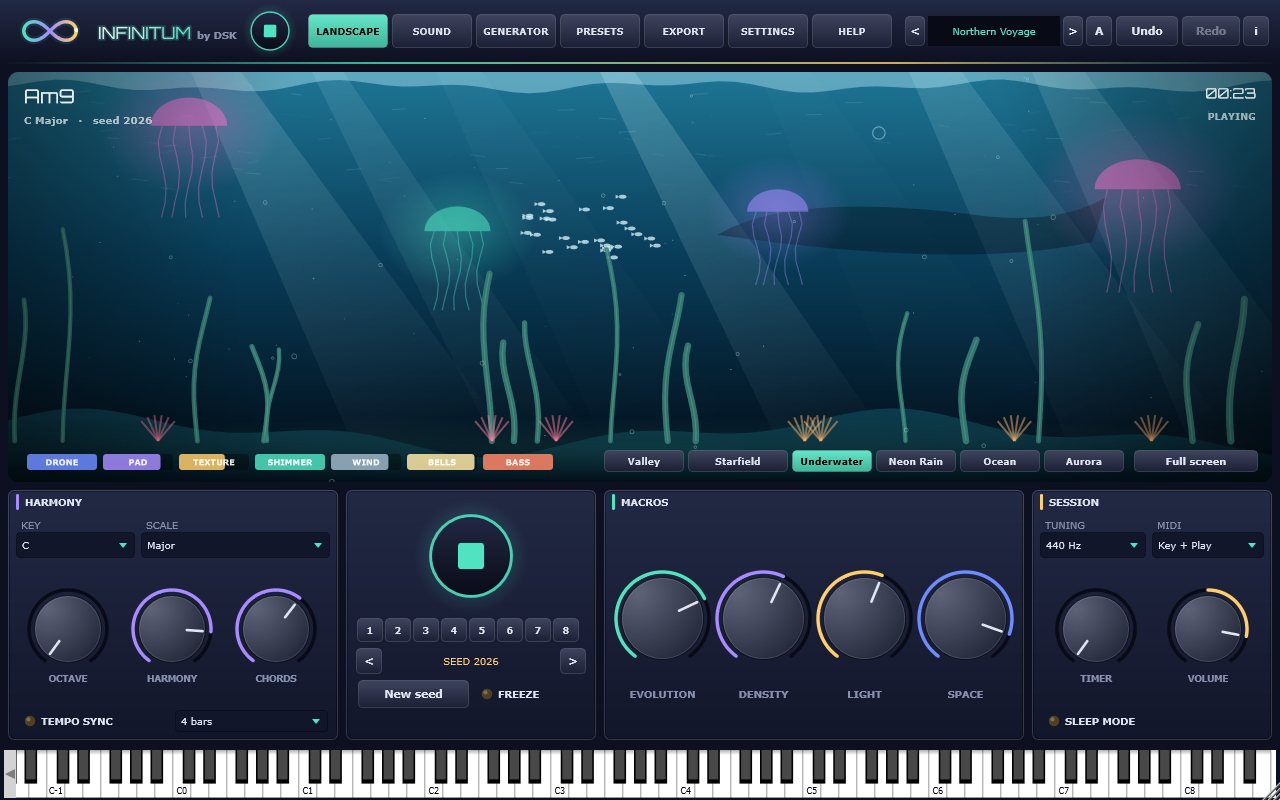 INFINITUM by DSK
LANDSCAPE SOUND GENERATOR PRESETS EXPORT SETTINGS HELP
< Northern Voyage > A Undo Redo i
Am9
C Major · seed 2026
00:23
PLAYING
DRONE PAD TEXTURE SHIMMER WIND BELLS BASS
Valley Starfield Underwater Neon Rain Ocean Aurora Full screen
HARMONY
KEY SCALE
C Major
OCTAVE HARMONY CHORDS
TEMPO SYNC 4 bars
1 2 3 4 5 6 7 8
< SEED 2026 >
New seed FREEZE
MACROS
EVOLUTION DENSITY LIGHT SPACE
SESSION
TUNING MIDI
440 Hz Key + Play
TIMER VOLUME
SLEEP MODE
C-1 C0 C1 C2 C3 C4 C5 C6 C7 C8